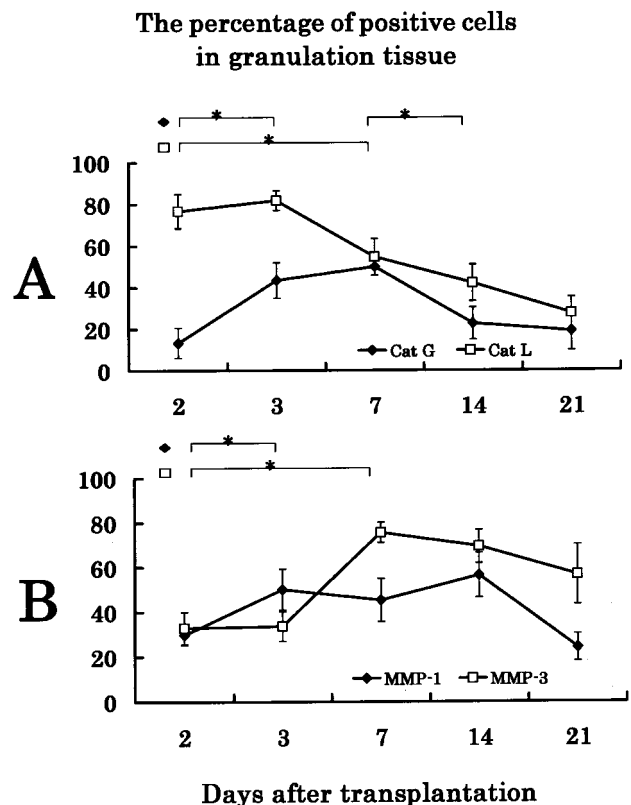 The percentage of positive cells
in granulation tissue
* *
*
100
80
60
40
20
0
A
Cat G Cat L
2 3 7 14 21
*
*
100
80
60
40
20
0
B
MMP-1 MMP-3
2 3 7 14 21
Days after transplantation